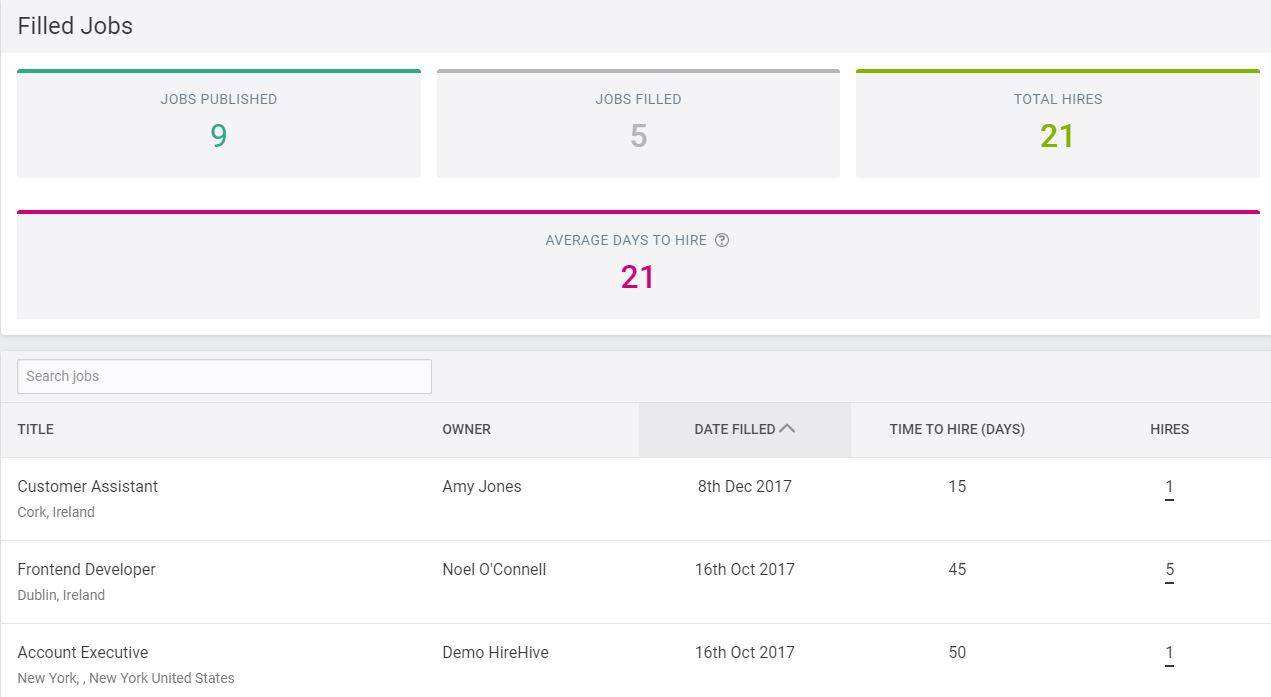 Filled Jobs
JOBS PUBLISHED
9
JOBS FILLED
5
TOTAL HIRES
21
AVERAGE DAYS TO HIRE ?
21
Search jobs
TITLE OWNER DATE FILLED TIME TO HIRE (DAYS) HIRES
Customer Assistant Amy Jones 8th Dec 2017 15 1
Cork, Ireland
Frontend Developer Noel O'Connell 16th Oct 2017 45 5
Dublin, Ireland
Account Executive Demo HireHive 16th Oct 2017 50 1
New York, , New York United States